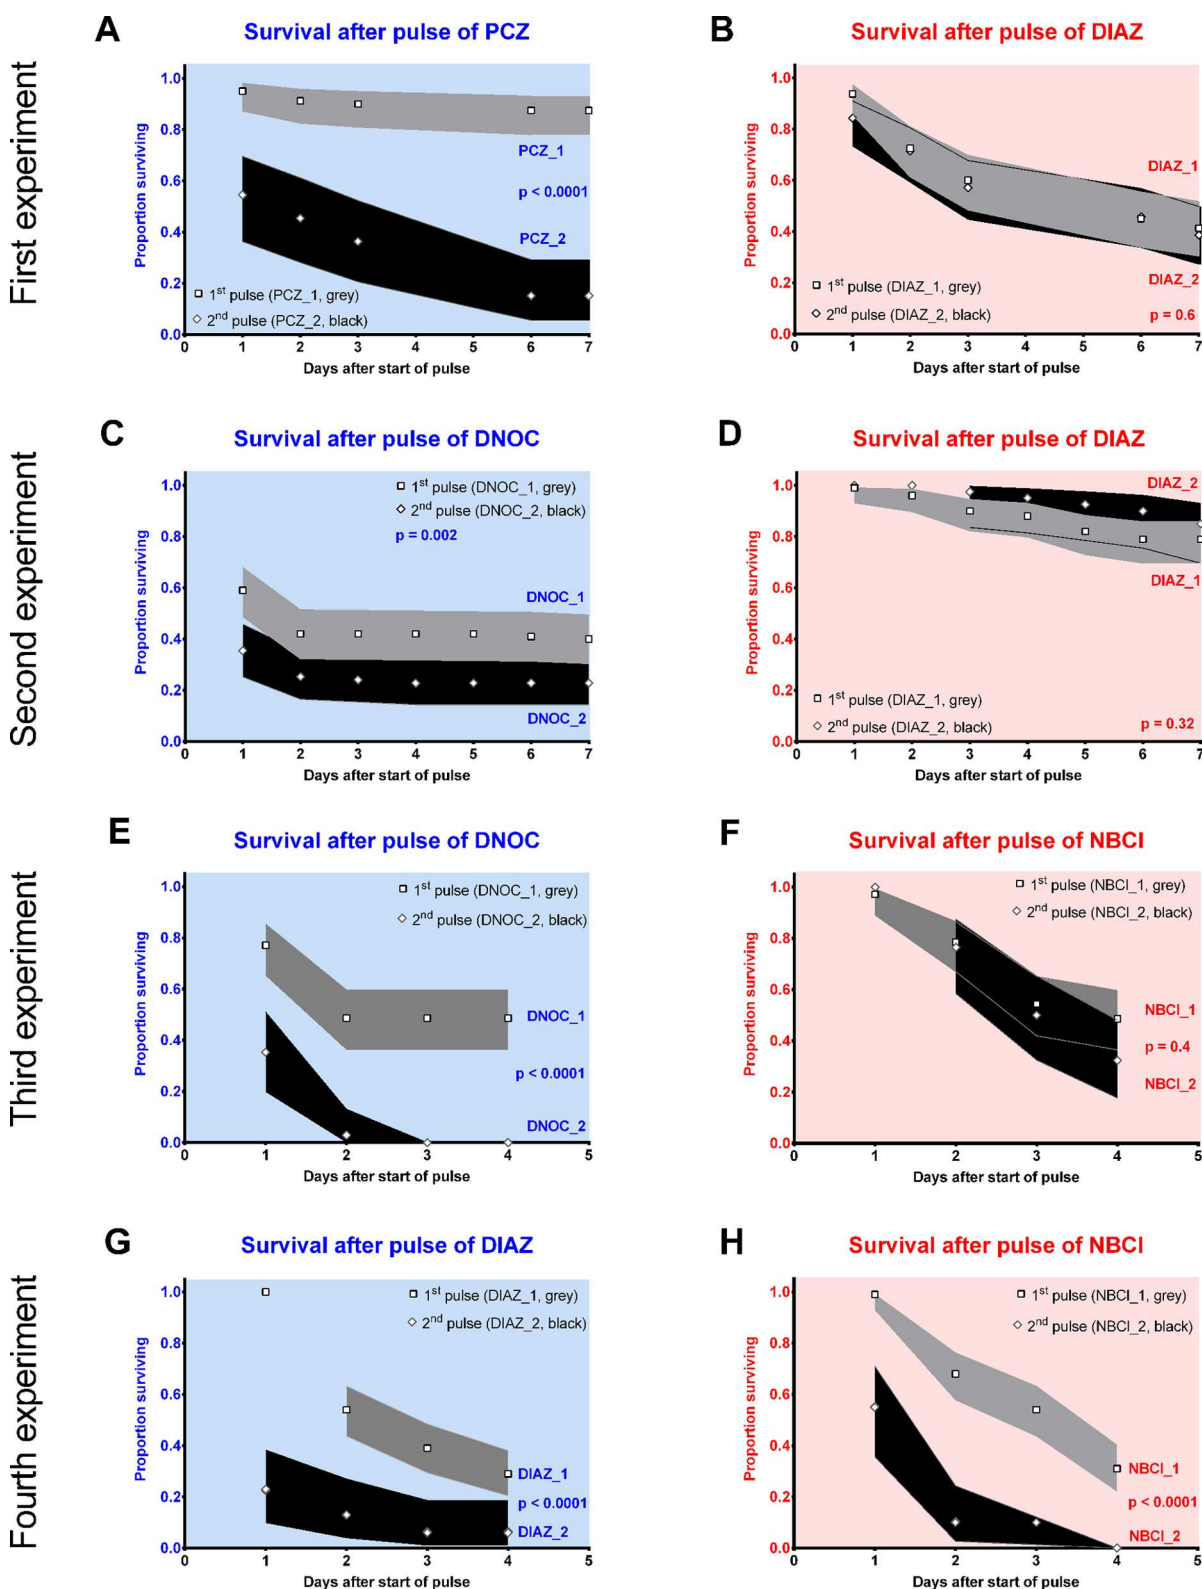 First experiment
A
Survival after pulse of PCZ
Proportion surviving
1.0
0.8
0.6
0.4
0.2
0.0
PCZ_1
p < 0.0001
PCZ_2
1st pulse (PCZ_1, grey)
2nd pulse (PCZ_2, black)
0 1 2 3 4 5 6 7
Days after start of pulse
B
Survival after pulse of DIAZ
Proportion surviving
1.0
0.8
0.6
0.4
0.2
0.0
DIAZ_1
DIAZ_2
1st pulse (DIAZ_1, grey)
2nd pulse (DIAZ_2, black)
p = 0.6
0 1 2 3 4 5 6 7
Days after start of pulse
Second experiment
C
Survival after pulse of DNOC
Proportion surviving
1.0
0.8
0.6
0.4
0.2
0.0
1st pulse (DNOC_1, grey)
2nd pulse (DNOC_2, black)
p = 0.002
DNOC_1
DNOC_2
0 1 2 3 4 5 6 7
Days after start of pulse
D
Survival after pulse of DIAZ
Proportion surviving
1.0
0.8
0.6
0.4
0.2
0.0
DIAZ_2
DIAZ_1
1st pulse (DIAZ_1, grey)
2nd pulse (DIAZ_2, black)
p = 0.32
0 1 2 3 4 5 6 7
Days after start of pulse
Third experiment
E
Survival after pulse of DNOC
Proportion surviving
1.0
0.8
0.6
0.4
0.2
0.0
1st pulse (DNOC_1, grey)
2nd pulse (DNOC_2, black)
DNOC_1
p < 0.0001
DNOC_2
0 1 2 3 4 5
Days after start of pulse
F
Survival after pulse of NBCl
Proportion surviving
1.0
0.8
0.6
0.4
0.2
0.0
1st pulse (NBCl_1, grey)
2nd pulse (NBCl_2, black)
NBCl_1
p = 0.4
NBCl_2
0 1 2 3 4 5
Days after start of pulse
Fourth experiment
G
Survival after pulse of DIAZ
Proportion surviving
1.0
0.8
0.6
0.4
0.2
0.0
1st pulse (DIAZ_1, grey)
2nd pulse (DIAZ_2, black)
DIAZ_1
p < 0.0001
DIAZ_2
0 1 2 3 4 5
Days after start of pulse
H
Survival after pulse of NBCl
Proportion surviving
1.0
0.8
0.6
0.4
0.2
0.0
1st pulse (NBCl_1, grey)
2nd pulse (NBCl_2, black)
NBCl_1
p < 0.0001
NBCl_2
0 1 2 3 4 5
Days after start of pulse